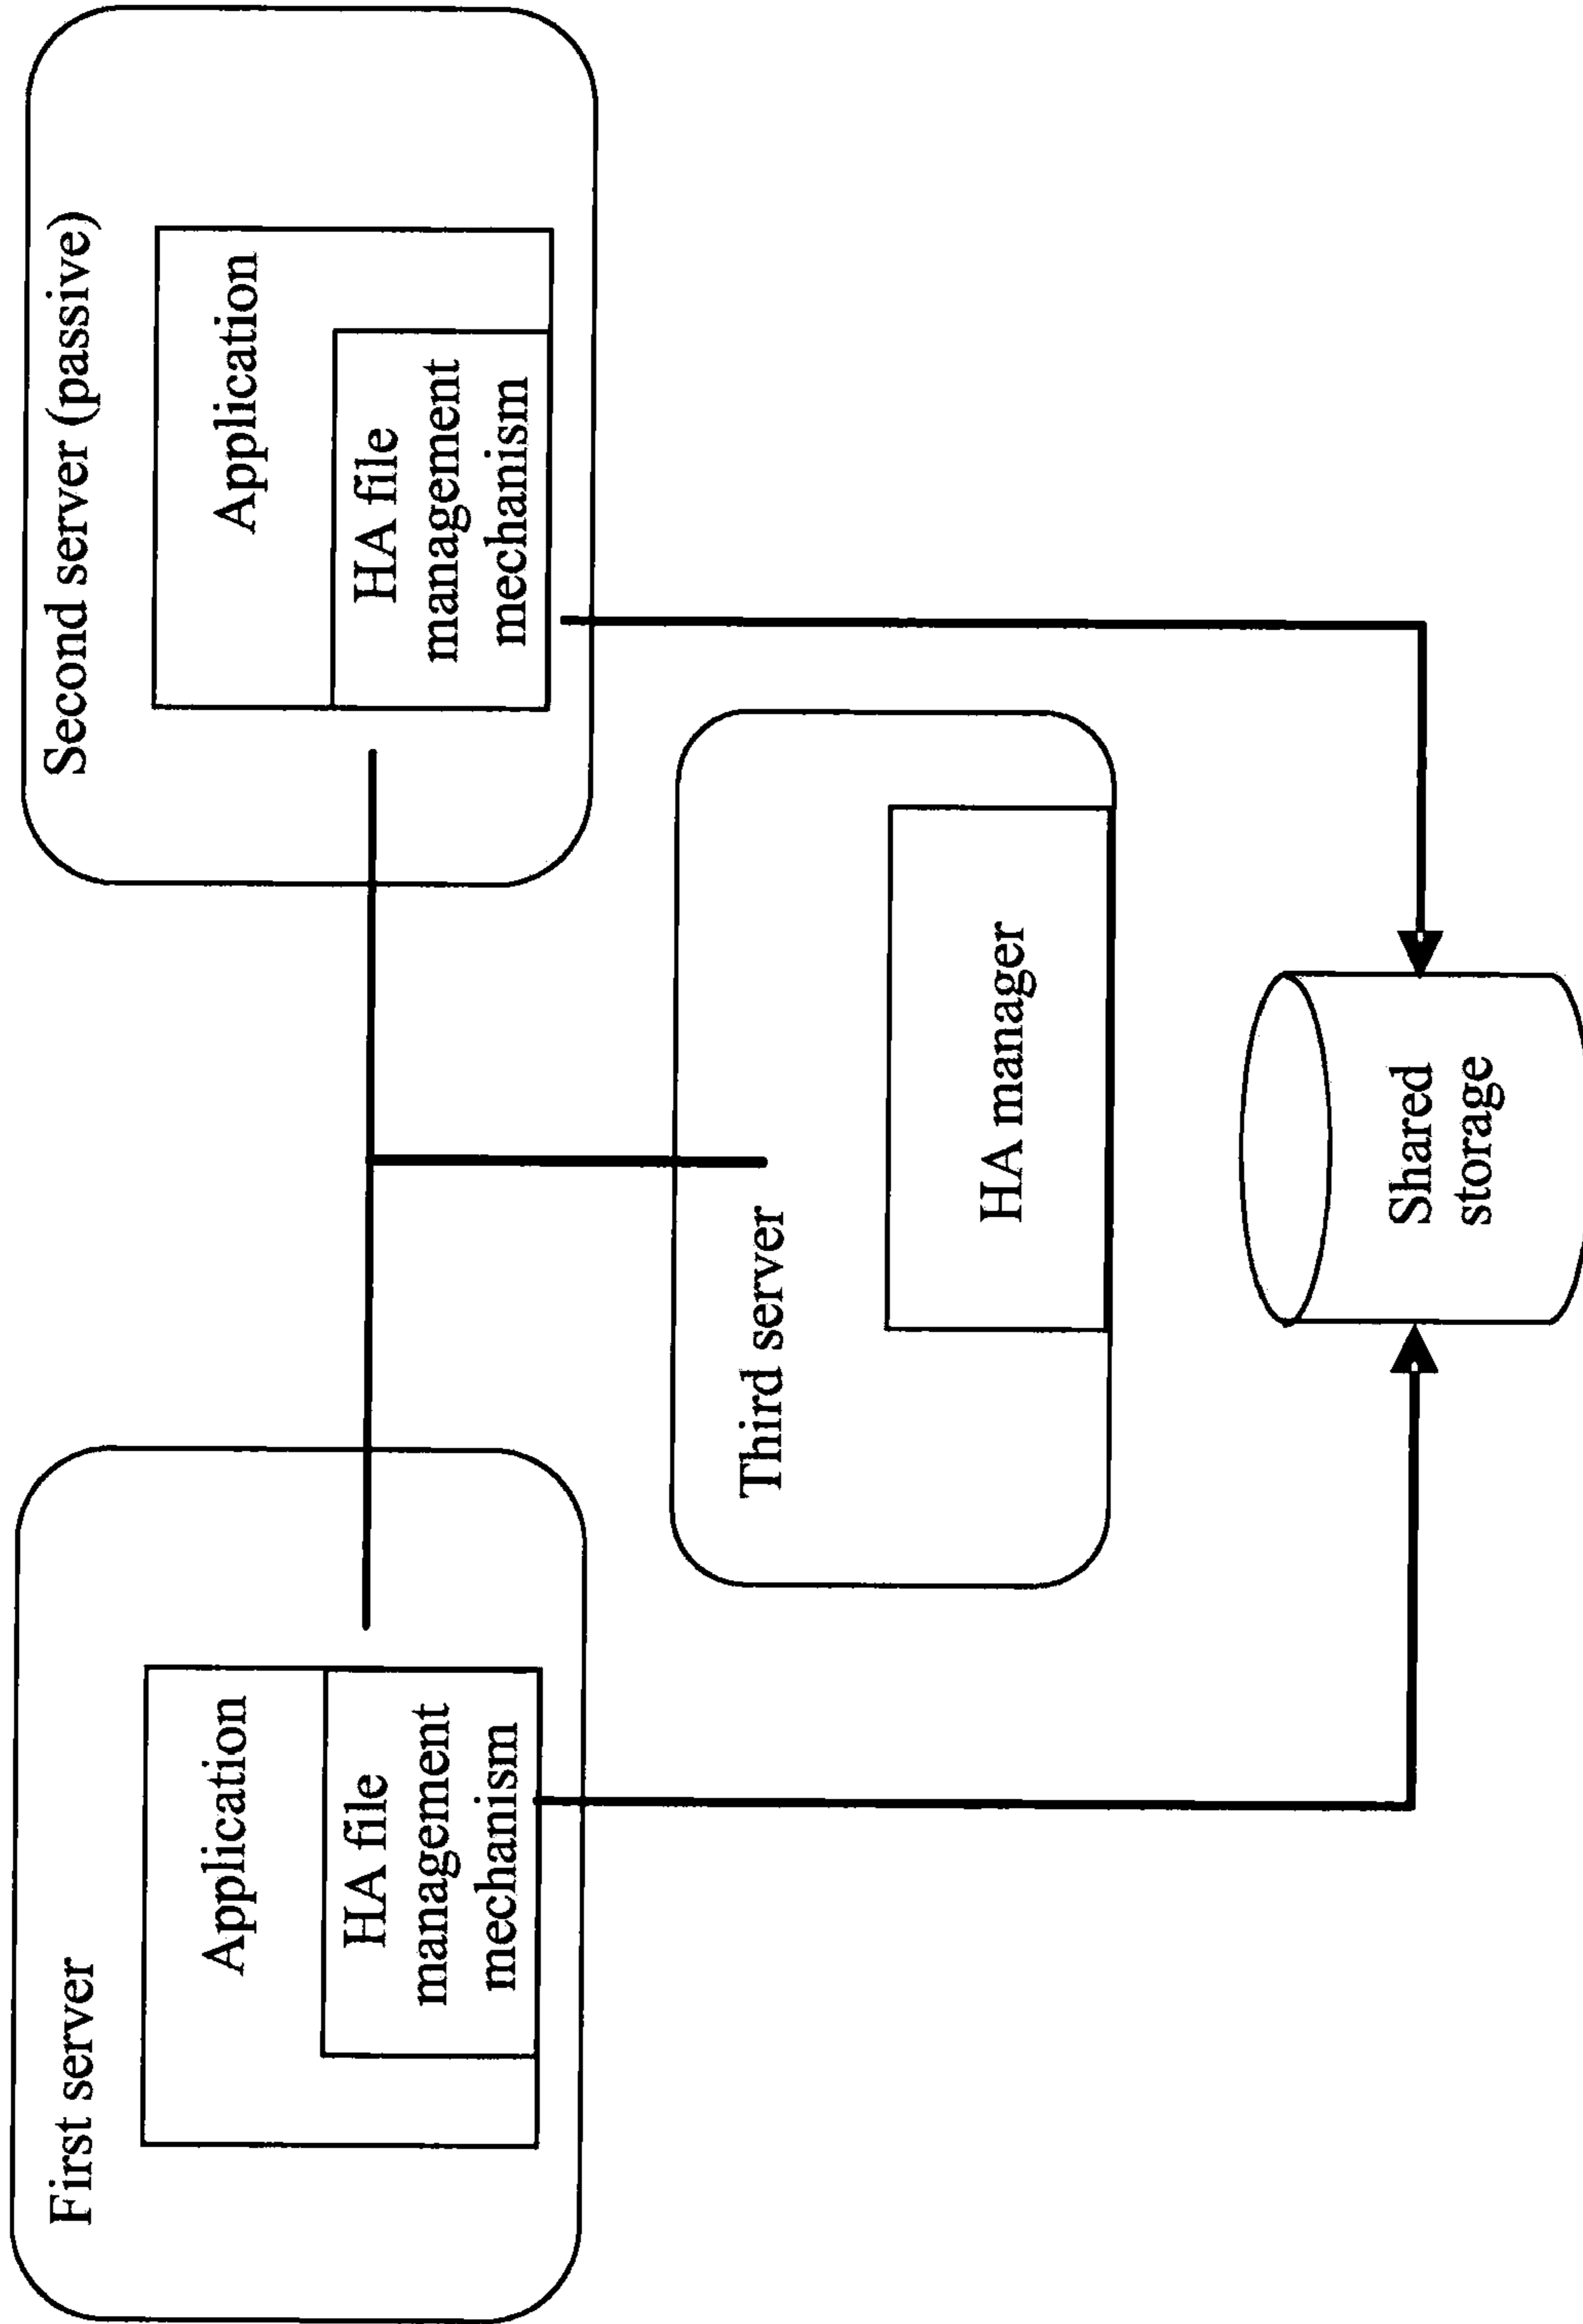 First server
Application
HA file
management
mechanism
Second server (passive)
Application
HA file
management
mechanism
Third server
HA manager
Shared
storage